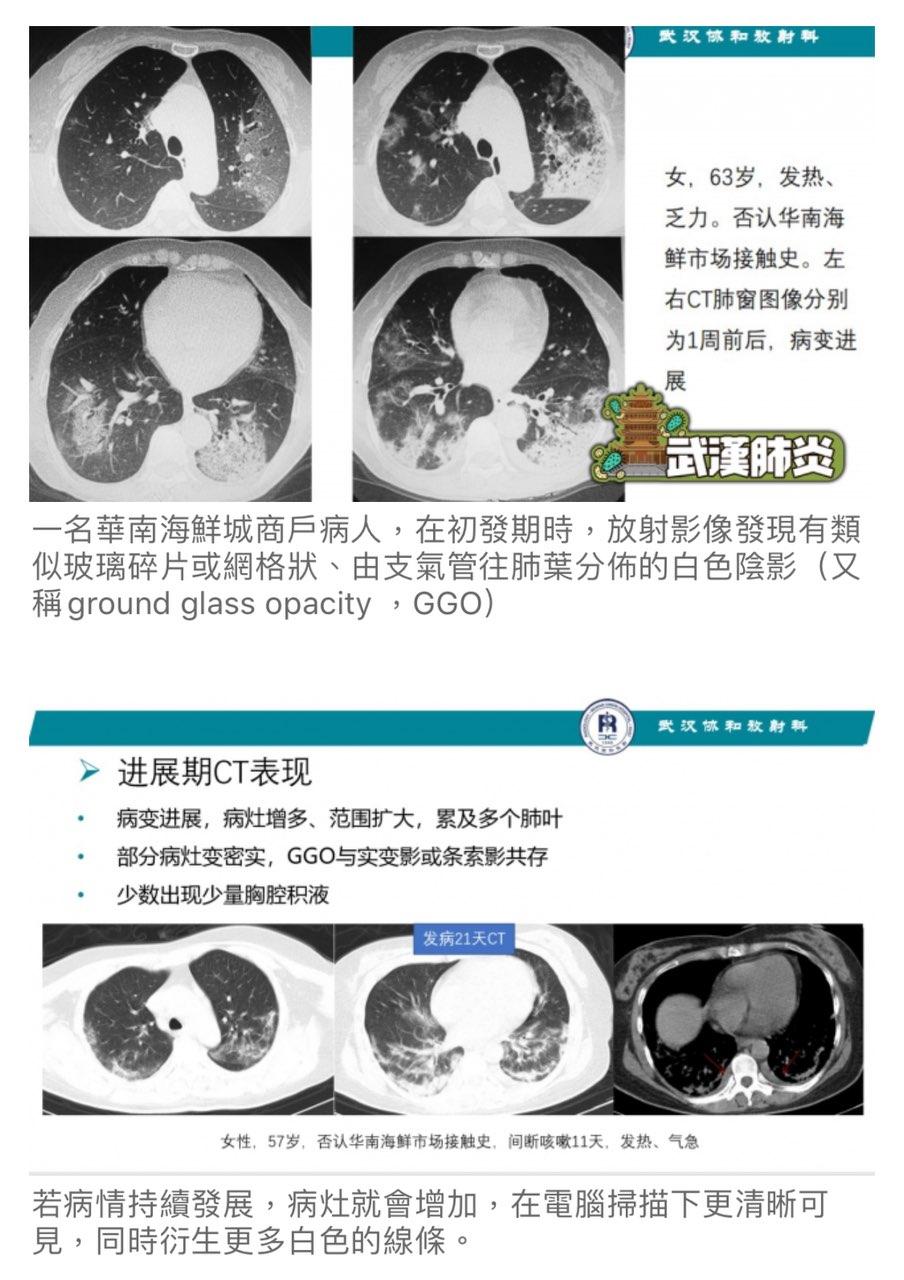 武汉协和放射科
女，63岁，发热、
乏力。否认华南海
鲜市场接触史。左
右CT肺窗图像分别
为1周前后，病变进
展
武漢肺炎
一名華南海鮮城商戶病人，在初發期時，放射影像發現有類
似玻璃碎片或網格狀、由支氣管往肺葉分佈的白色陰影（又
稱ground glass opacity ，GGO）
武汉协和放射科
进展期CT表现
病变进展，病灶增多、范围扩大，累及多个肺叶
部分病灶变密实，GGO与实变影或条索影共存
少数出现少量胸腔积液
发病21天CT
女性，57岁，否认华南海鲜市场接触史，间断咳嗽11天，发热、气急
若病情持續發展，病灶就會增加，在電腦掃描下更清晰可
見，同時衍生更多白色的線條。